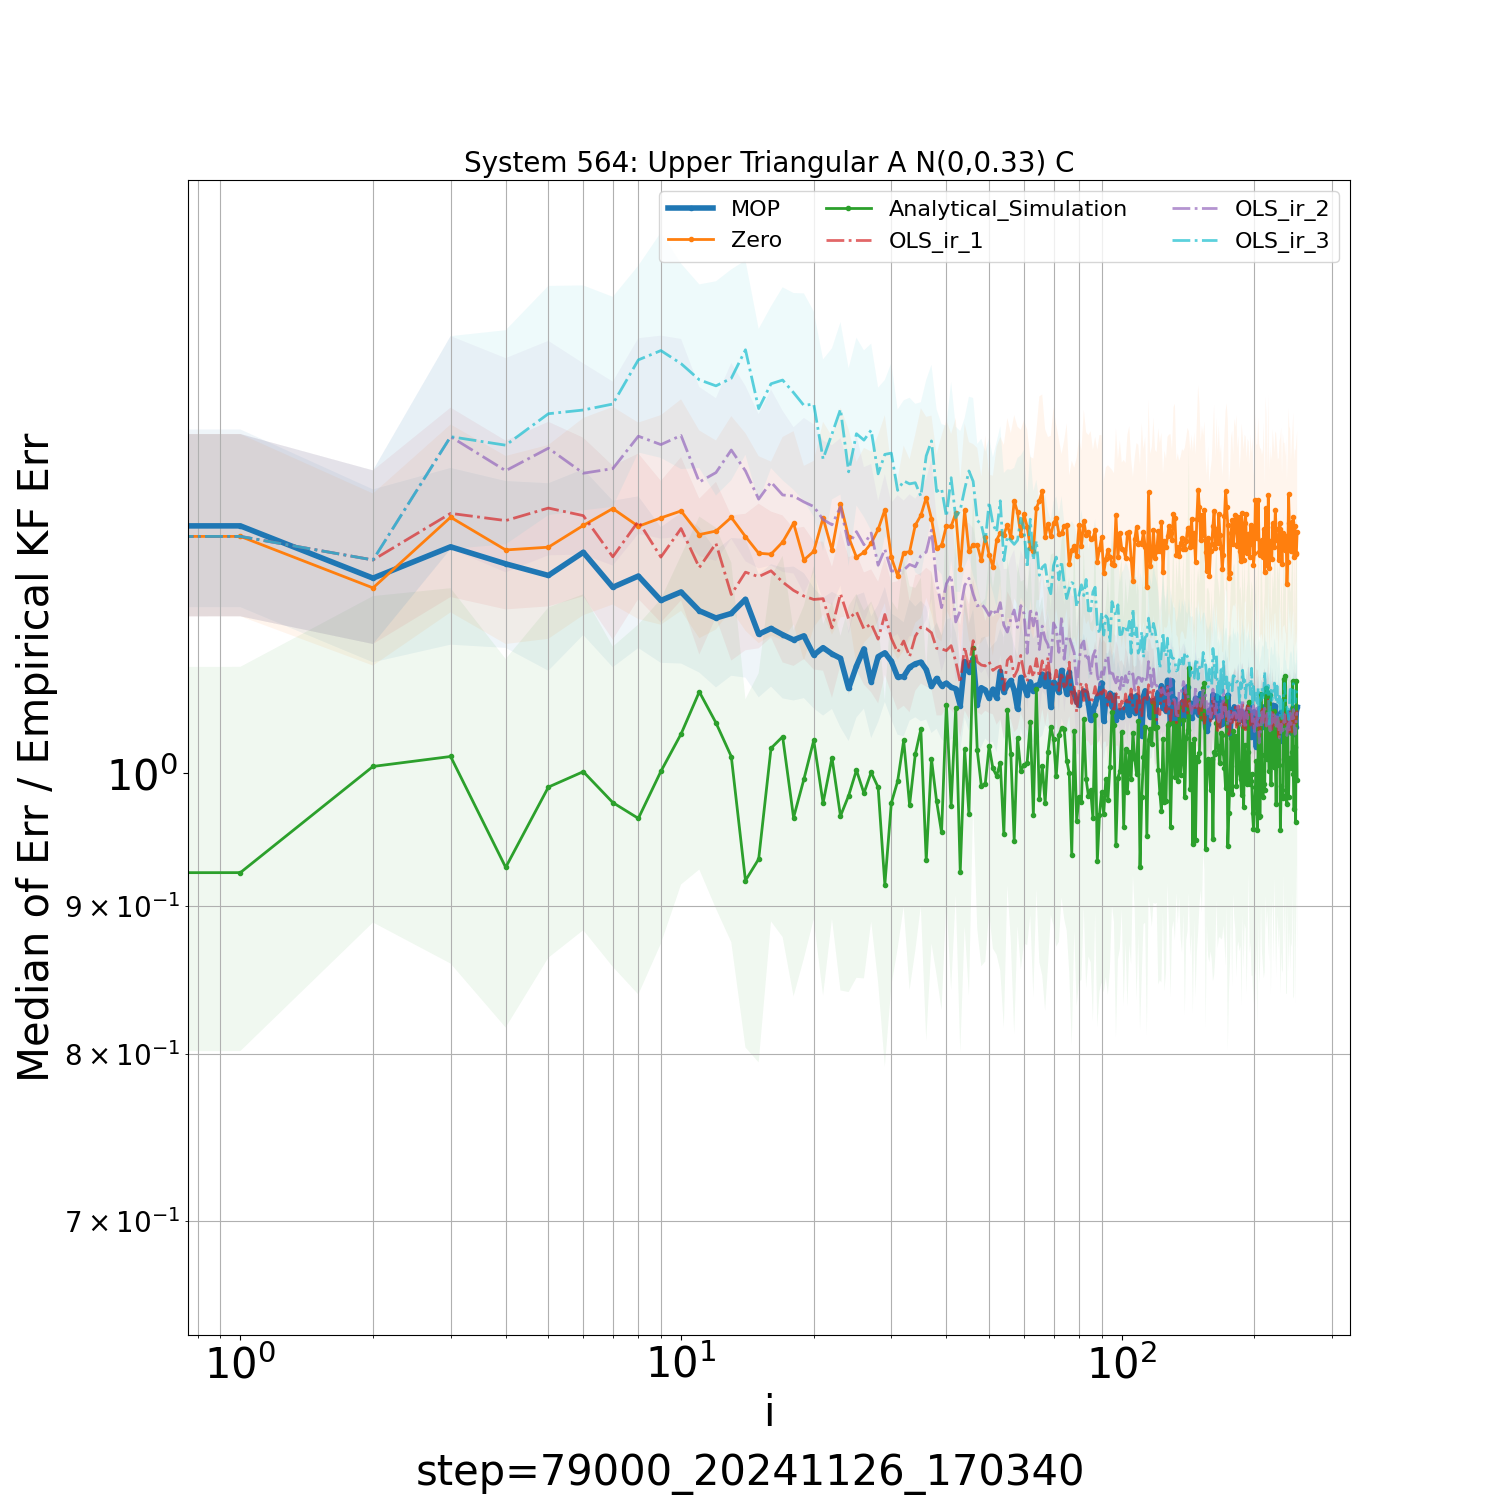 System 564: Upper Triangular A N(0,0.33) C
MOP
Zero
Analytical_Simulation
OLS_ir_1
OLS_ir_2
OLS_ir_3
Median of Err / Empirical KF Err
10⁰
9 × 10⁻¹
8 × 10⁻¹
7 × 10⁻¹
10⁰ 10¹ 10²
i
step=79000_20241126_170340